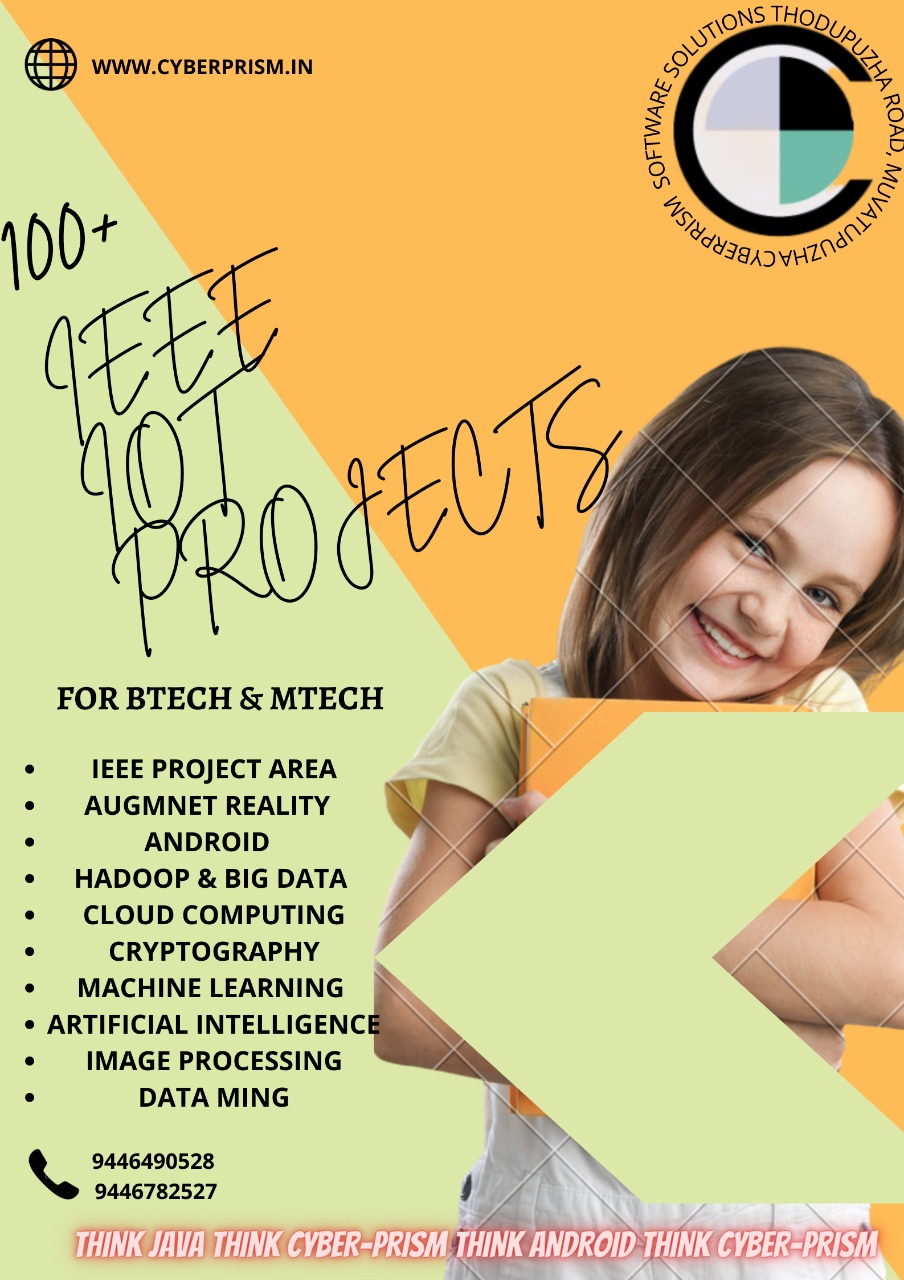 WWW.CYBERPRISM.IN
CYBERPRISM SOFTWARE SOLUTIONS THODUPUZHA ROAD, MUVATUPUZHA
100+
IEEE
IOT
PROJECTS
FOR BTECH & MTECH
• IEEE PROJECT AREA
• AUGMNET REALITY
• ANDROID
• HADOOP & BIG DATA
• CLOUD COMPUTING
• CRYPTOGRAPHY
• MACHINE LEARNING
• ARTIFICIAL INTELLIGENCE
• IMAGE PROCESSING
• DATA MING
9446490528
9446782527
THINK JAVA THINK CYBER-PRISM THINK ANDROID THINK CYBER-PRISM